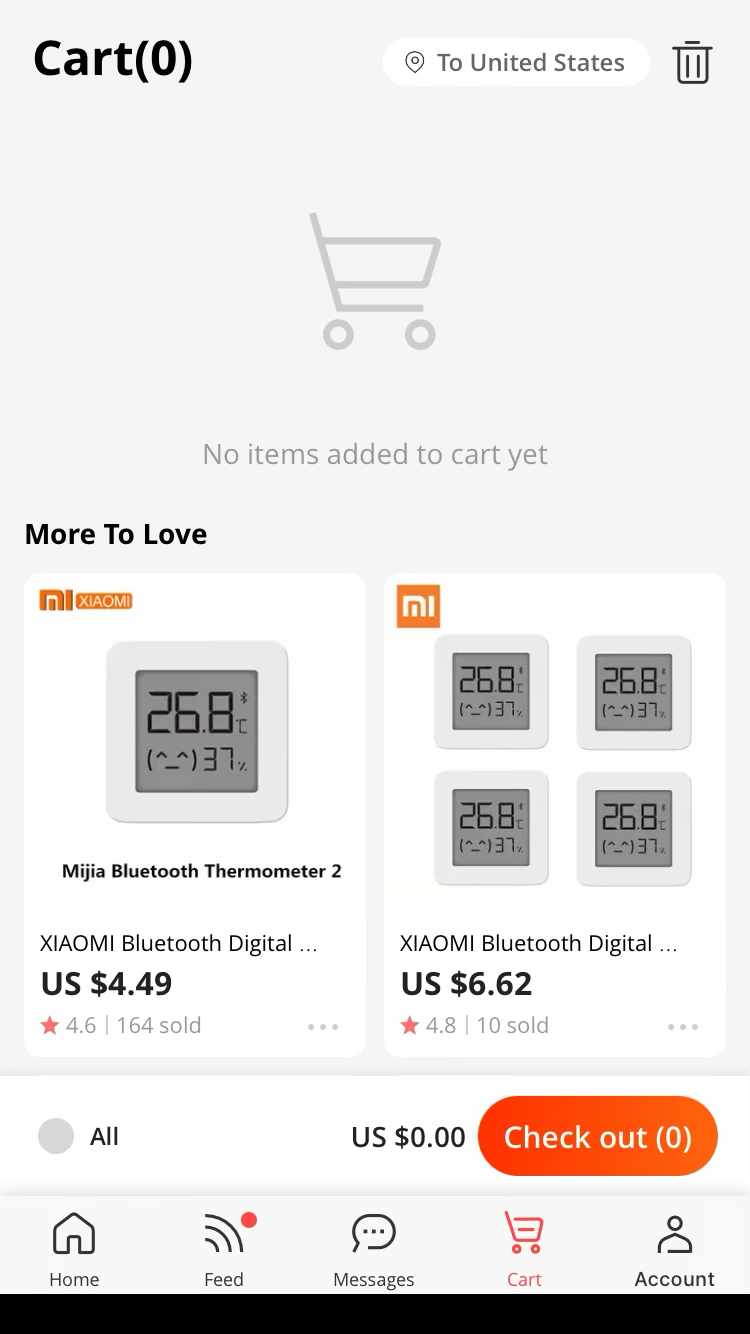 Cart(0)
To United States
No items added to cart yet
More To Love
mi XIAOMI
26.8 °C
(^_^) 37 %
Mijia Bluetooth Thermometer 2
XIAOMI Bluetooth Digital ...
US $4.49
4.6 | 164 sold
mi
26.8 °C
(^_^) 37 %
26.8 °C
(^_^) 37 %
26.8 °C
(^_^) 37 %
26.8 °C
(^_^) 37 %
XIAOMI Bluetooth Digital ...
US $6.62
4.8 | 10 sold
All
US $0.00
Check out (0)
Home
Feed
Messages
Cart
Account